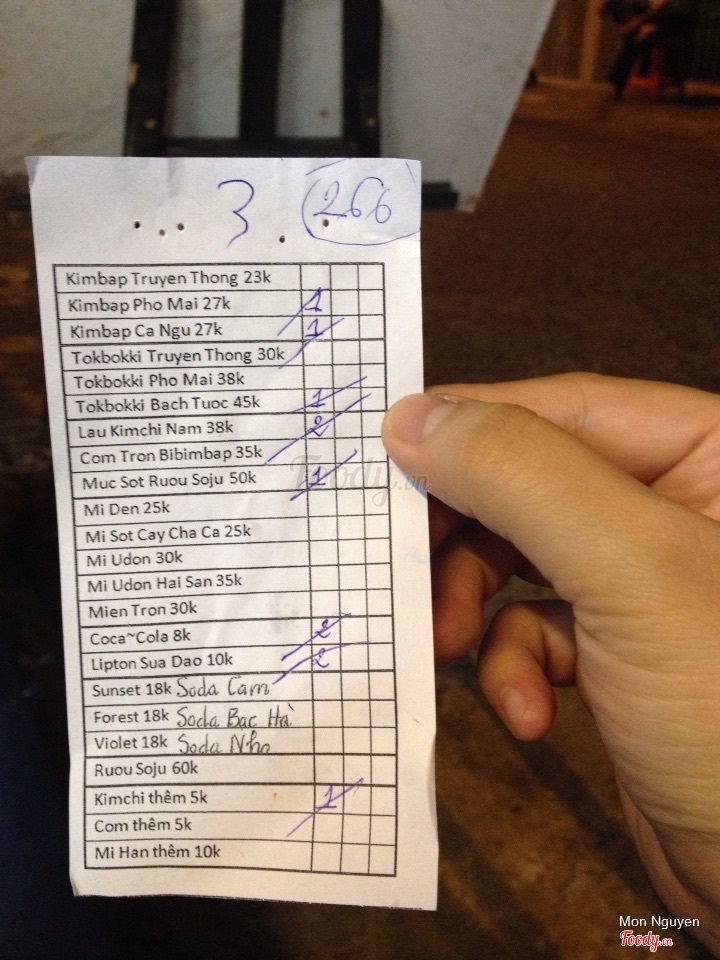 3 266
Kimbap Truyen Thong 23k
Kimbap Pho Mai 27k 1
Kimbap Ca Ngu 27k 1
Tokbokki Truyen Thong 30k
Tokbokki Pho Mai 38k
Tokbokki Bach Tuoc 45k 1
Lau Kimchi Nam 38k 2
Com Tron Bibimbap 35k
Muc Sot Ruou Soju 50k 1
Mi Den 25k
Mi Sot Cay Cha Ca 25k
Mi Udon 30k
Mi Udon Hai San 35k
Mien Tron 30k
Coca~Cola 8k 2
Lipton Sua Dao 10k 2
Sunset 18k Soda Cam
Forest 18k Soda Bạc Hà
Violet 18k Soda Nho
Ruou Soju 60k
Kimchi thêm 5k 1
Com thêm 5k
Mi Han thêm 10k
Foody.vn
Mon Nguyen
Foody.vn